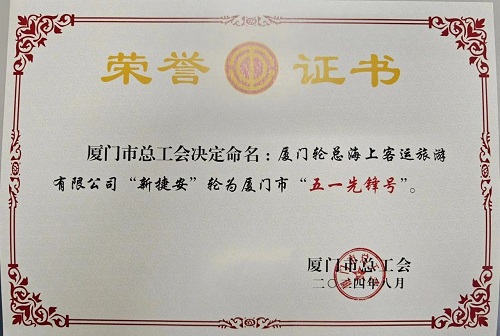 荣誉证书
厦门市总工会决定命名：厦门轮总海上客运旅游
有限公司“新捷安”轮为厦门市“五一先锋号”。
厦门市总工会
二〇二四年八月